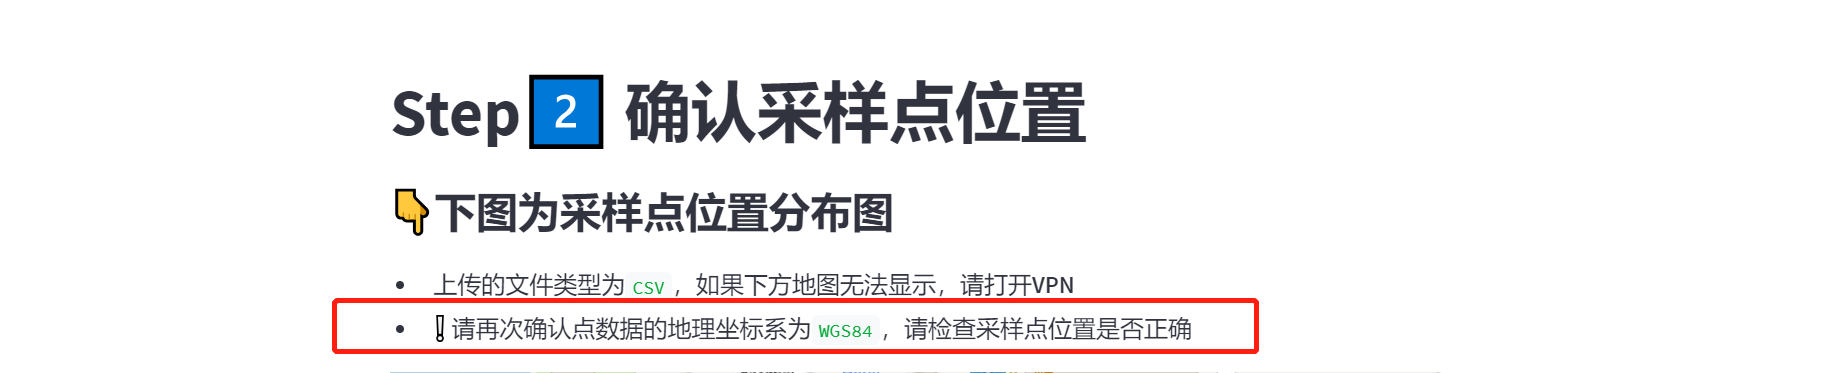 Step2️⃣ 确认采样点位置
👇下图为采样点位置分布图
• 上传的文件类型为 csv ，如果下方地图无法显示，请打开VPN
• ❕请再次确认点数据的地理坐标系为 WGS84 ，请检查采样点位置是否正确